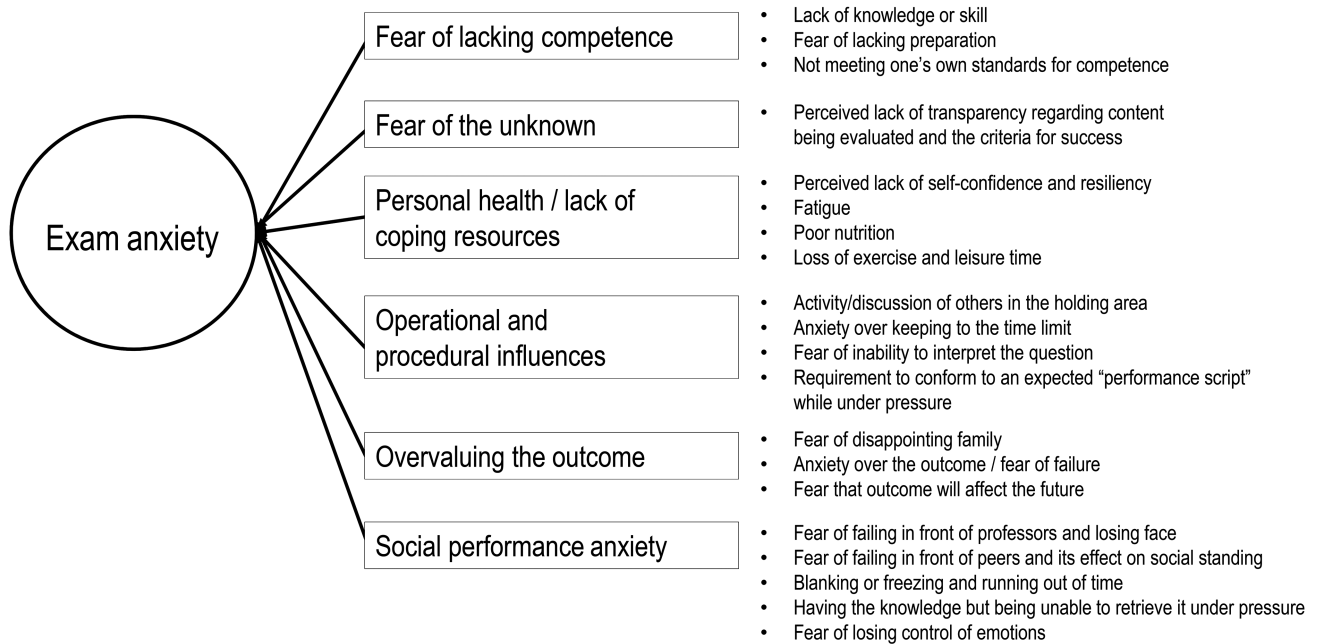 Exam anxiety
Fear of lacking competence
• Lack of knowledge or skill
• Fear of lacking preparation
• Not meeting one’s own standards for competence
Fear of the unknown
• Perceived lack of transparency regarding content
being evaluated and the criteria for success
Personal health / lack of
coping resources
• Perceived lack of self-confidence and resiliency
• Fatigue
• Poor nutrition
• Loss of exercise and leisure time
Operational and
procedural influences
• Activity/discussion of others in the holding area
• Anxiety over keeping to the time limit
• Fear of inability to interpret the question
• Requirement to conform to an expected “performance script”
while under pressure
Overvaluing the outcome
• Fear of disappointing family
• Anxiety over the outcome / fear of failure
• Fear that outcome will affect the future
Social performance anxiety
• Fear of failing in front of professors and losing face
• Fear of failing in front of peers and its effect on social standing
• Blanking or freezing and running out of time
• Having the knowledge but being unable to retrieve it under pressure
• Fear of losing control of emotions